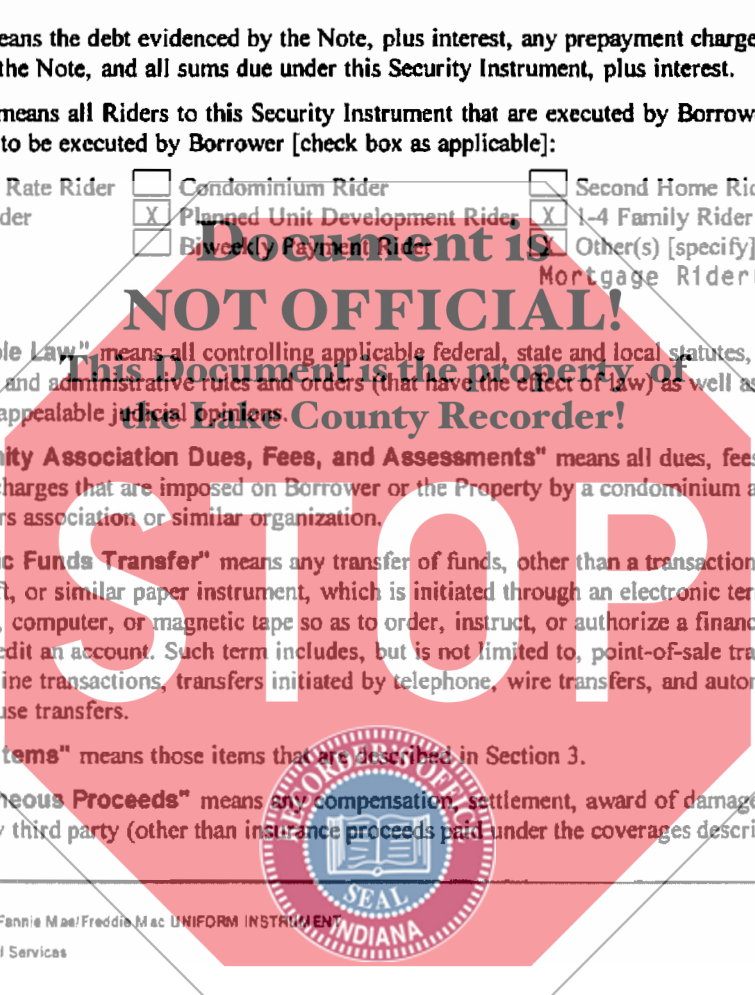 eans the debt evidenced by the Note, plus interest, any prepayment charge
the Note, and all sums due under this Security Instrument, plus interest.
means all Riders to this Security Instrument that are executed by Borrow
to be executed by Borrower [check box as applicable]:
Rate Rider Condominium Rider Second Home Ri
der X Planned Unit Development Rider X 1-4 Family Rider
Biweekly Payment Rider X Other(s) [specify]
Mortgage Rider
Document is
NOT OFFICIAL!
This Document is the property of
the Lake County Recorder!
le Law" means all controlling applicable federal, state and local statutes,
and administrative rules and orders (that have the effect of law) as well as
appealable judicial opinions.
ity Association Dues, Fees, and Assessments" means all dues, fees
charges that are imposed on Borrower or the Property by a condominium a
rs association or similar organization.
c Funds Transfer" means any transfer of funds, other than a transaction
t, or similar paper instrument, which is initiated through an electronic ter
, computer, or magnetic tape so as to order, instruct, or authorize a financ
edit an account. Such term includes, but is not limited to, point-of-sale tra
ine transactions, transfers initiated by telephone, wire transfers, and autom
use transfers.
STOP
tems" means those items that are described in Section 3.
neous Proceeds" means any compensation, settlement, award of damage
third party (other than insurance proceeds paid under the coverages descri
RECORDER'S OFFICE
SEAL
INDIANA
Fannie Mae/Freddie Mac UNIFORM INSTRUMENT
l Services